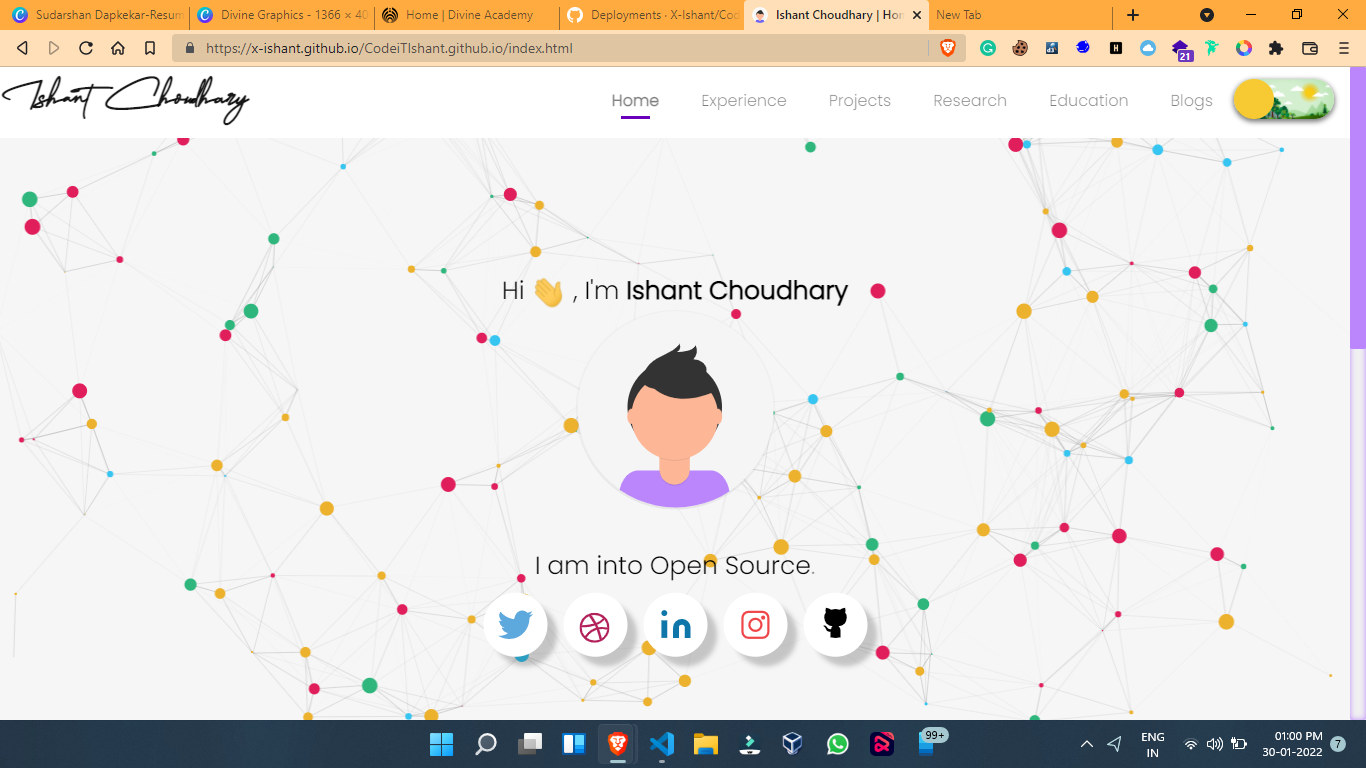 Sudarshan Dapkekar-Resum
Divine Graphics - 1366 × 40
Home | Divine Academy
Deployments · X-Ishant/Cod
Ishant Choudhary | Hon
New Tab
https://x-ishant.github.io/CodeiTIshant.github.io/index.html
21
Ishant Choudhary
Home
Experience
Projects
Research
Education
Blogs
Hi 👋 , I'm Ishant Choudhary
I am into Open Source.
99+
ENG
IN
01:00 PM
30-01-2022
7